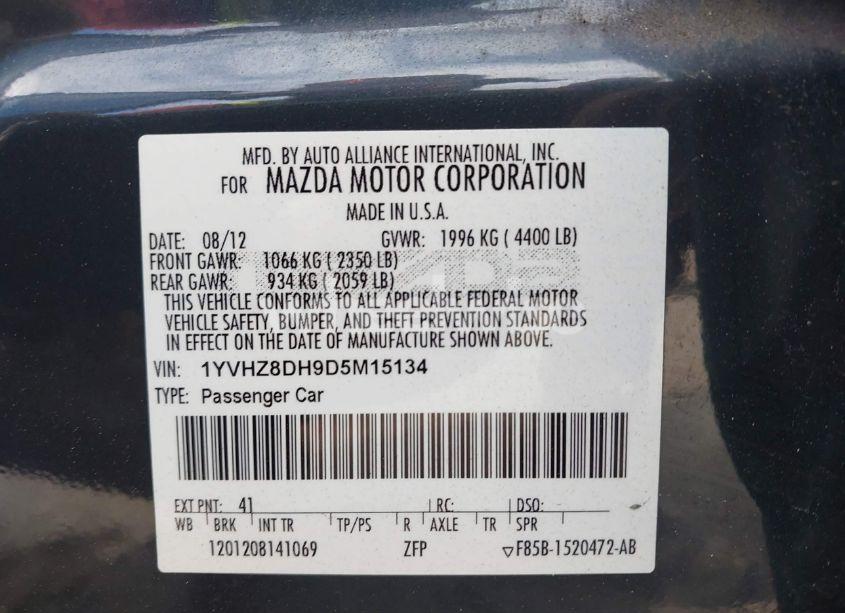 MFD. BY AUTO ALLIANCE INTERNATIONAL, INC.
FOR MAZDA MOTOR CORPORATION
MADE IN U.S.A.
DATE: 08/12 GVWR: 1996 KG ( 4400 LB)
FRONT GAWR: 1066 KG ( 2350 LB)
REAR GAWR: 934 KG ( 2059 LB)
THIS VEHICLE CONFORMS TO ALL APPLICABLE FEDERAL MOTOR
VEHICLE SAFETY, BUMPER, AND THEFT PREVENTION STANDARDS
IN EFFECT ON THE DATE OF MANUFACTURE SHOWN ABOVE.
VIN: 1YVHZ8DH9D5M15134
TYPE: Passenger Car
EXT PNT: 41 RC: DSO:
WB BRK INT TR TP/PS R AXLE TR SPR
1201208141069 ZFP ▽F85B-1520472-AB